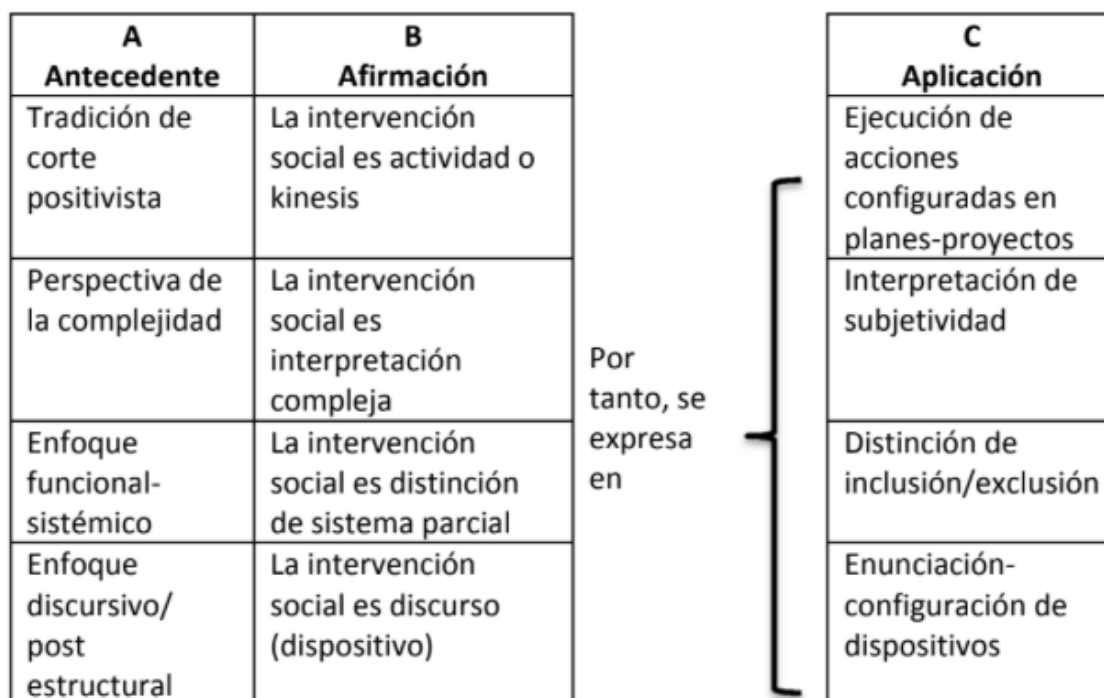 A
Antecedente
B
Afirmación
C
Aplicación
Tradición de
corte
positivista
La intervención
social es actividad o
kinesis
Ejecución de
acciones
configuradas en
planes-proyectos
Perspectiva de
la complejidad
La intervención
social es
interpretación
compleja
Interpretación de
subjetividad
Por
tanto, se
expresa
en
Enfoque
funcional-
sistémico
La intervención
social es distinción
de sistema parcial
Distinción de
inclusión/exclusión
Enfoque
discursivo/
post
estructural
La intervención
social es discurso
(dispositivo)
Enunciación-
configuración de
dispositivos